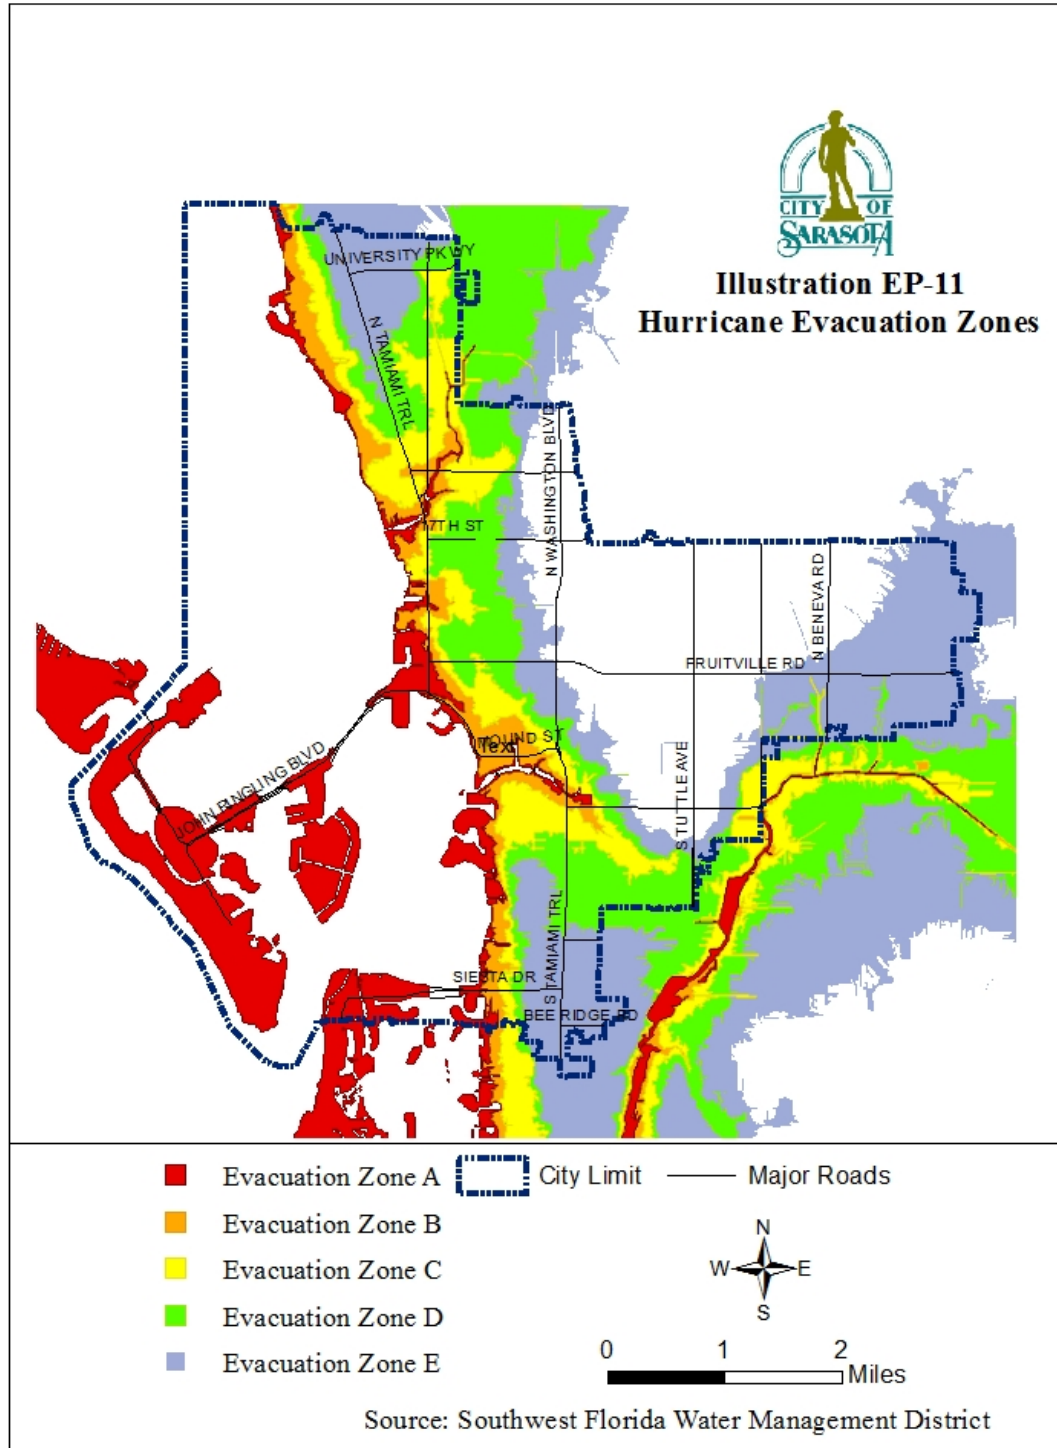 CITY OF
SARASOTA
Illustration EP-11
Hurricane Evacuation Zones
UNIVERSITY PKWY
N TAMIAMI TRL
N WASHINGTON BLVD
17TH ST
N BENEVA RD
FRUITVILLE RD
MOUND ST
Text
JOHN RINGLING BLVD
S TUTTLE AVE
S TAMIAMI TRL
SIESTA DR
BEE RIDGE RD
Evacuation Zone A
City Limit
Major Roads
Evacuation Zone B
Evacuation Zone C
Evacuation Zone D
Evacuation Zone E
N
W E
S
0 1 2
Miles
Source: Southwest Florida Water Management District